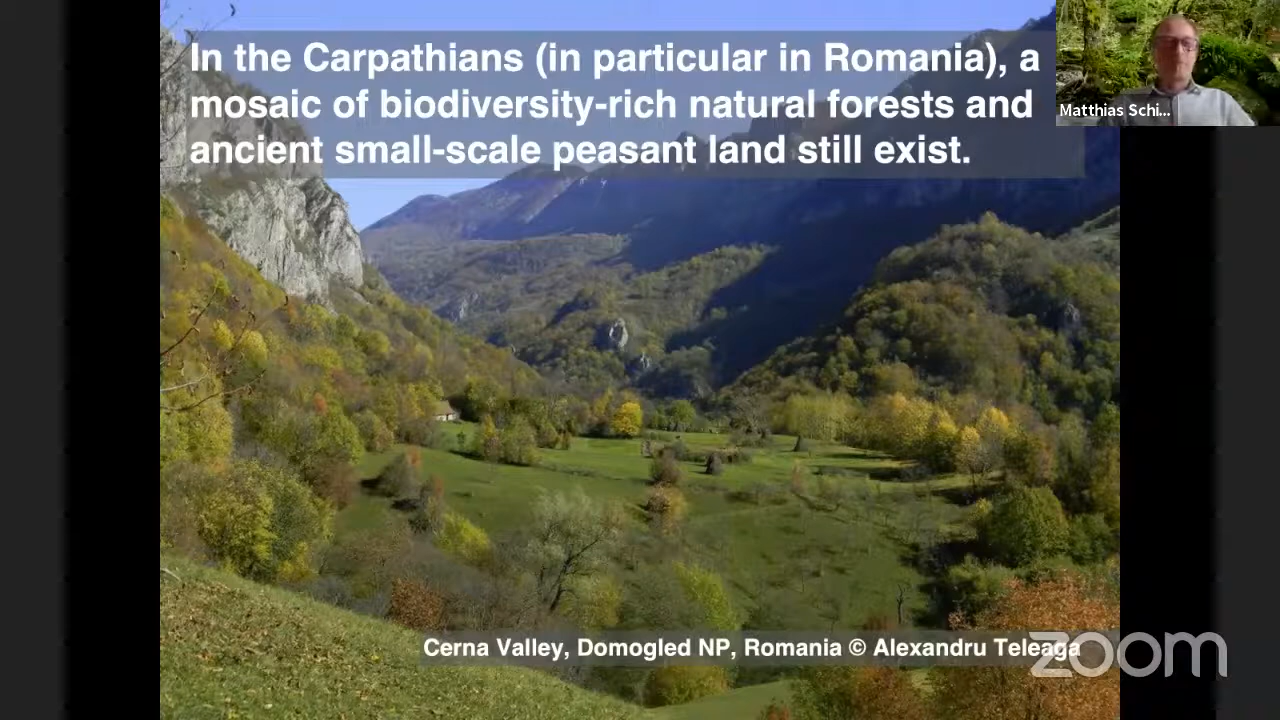 In the Carpathians (in particular in Romania), a
mosaic of biodiversity-rich natural forests and
ancient small-scale peasant land still exist.
Matthias Schi...
Cerna Valley, Domogled NP, Romania © Alexandru Teleaga
zoom